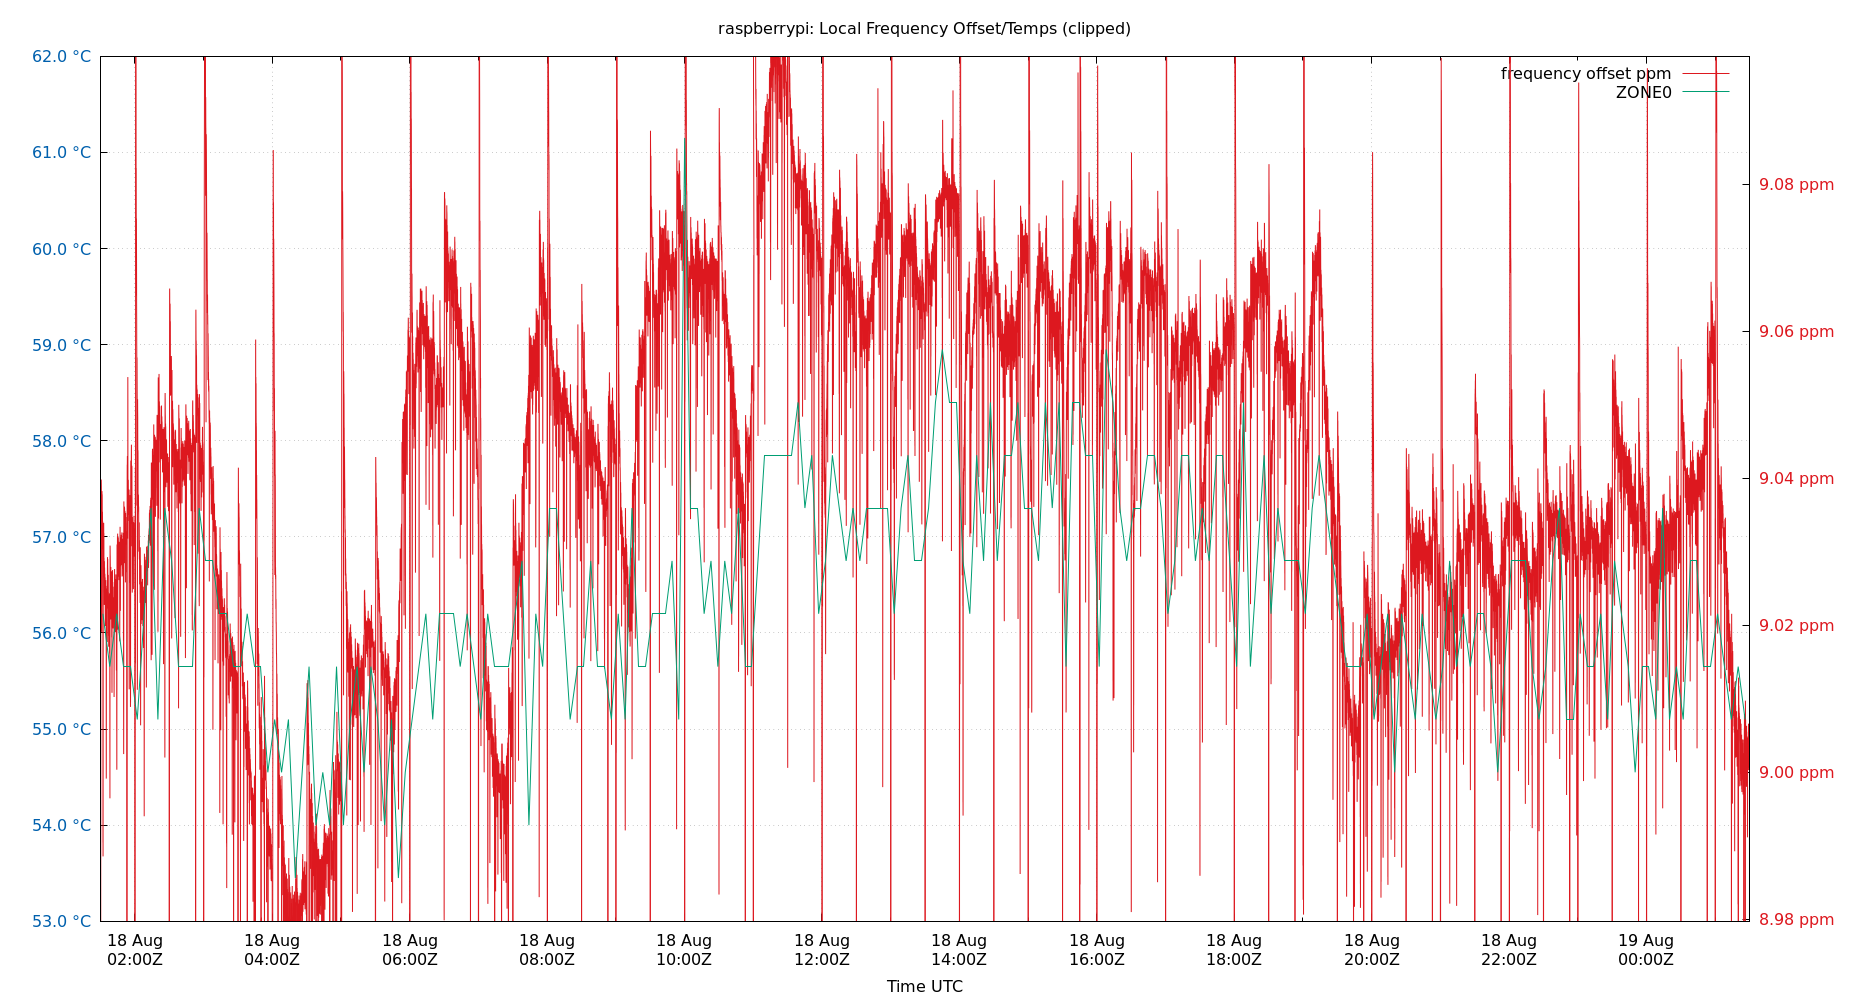 raspberrypi: Local Frequency Offset/Temps (clipped)
62.0 °C
61.0 °C
60.0 °C
59.0 °C
58.0 °C
57.0 °C
56.0 °C
55.0 °C
54.0 °C
53.0 °C
frequency offset ppm
ZONE0
9.08 ppm
9.06 ppm
9.04 ppm
9.02 ppm
9.00 ppm
8.98 ppm
18 Aug
02:00Z
18 Aug
04:00Z
18 Aug
06:00Z
18 Aug
08:00Z
18 Aug
10:00Z
18 Aug
12:00Z
18 Aug
14:00Z
18 Aug
16:00Z
18 Aug
18:00Z
18 Aug
20:00Z
18 Aug
22:00Z
19 Aug
00:00Z
Time UTC